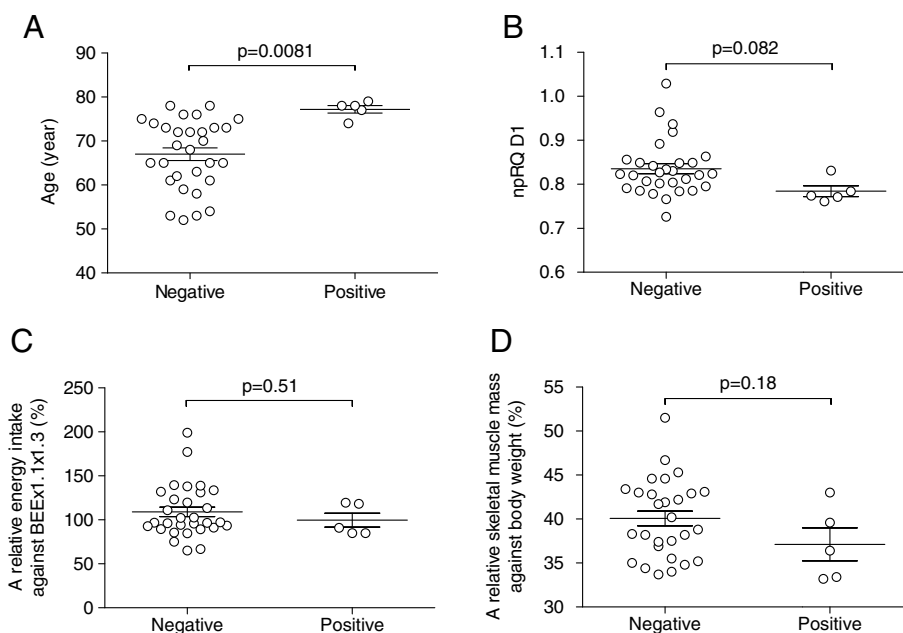 A
p=0.0081
90
80
70
60
50
40
Age (year)
Negative
Positive
B
p=0.082
1.1
1.0
0.9
0.8
0.7
0.6
npRQ D1
Negative
Positive
C
p=0.51
250
200
150
100
50
0
A relative energy intake
against BEEx1.1x1.3 (%)
Negative
Positive
D
p=0.18
55
50
45
40
35
30
A relative skeletal muscle mass
against body weight (%)
Negative
Positive